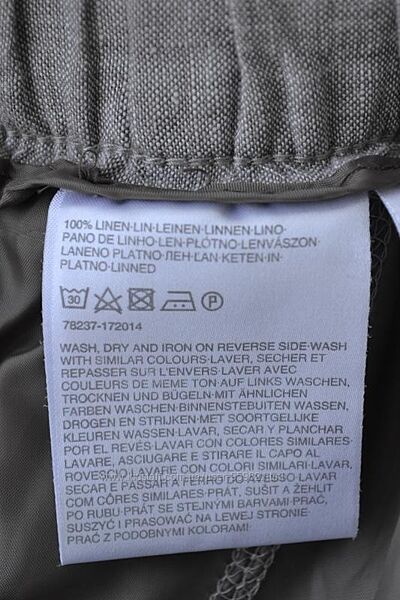 100% LINEN·LIN·LEINEN·LINNEN·LINO·
PANO DE LINHO·LEN·PŁÓTNO·LENVÁSZON·
LANENO PLATNO·ЛЕН·LAN·KETEN·IN·
PLATNO·LINNED
30 P
78237-172014
WASH, DRY AND IRON ON REVERSE SIDE·WASH
WITH SIMILAR COLOURS·LAVER, SECHER ET
REPASSER SUR L'ENVERS LAVER AVEC
COULEURS DE MEME TON·AUF LINKS WASCHEN,
TROCKNEN UND BÜGELN·MIT ÄHNLICHEN
FARBEN WASCHEN·BINNENSTEBUITEN WASSEN,
DROGEN EN STRIJKEN·MET SOORTGELIJKE
KLEUREN WASSEN·LAVAR, SECAR Y PLANCHAR
POR EL REVÉS LAVAR CON COLORES SIMILARES·
LAVARE, ASCIUGARE E STIRARE IL CAPO AL
ROVESCIO LAVARE CON COLORI SIMILARI·LAVAR,
SECAR E PASSAR A FERRO DO AVESSO LAVAR
COM CÔRES SIMILARES·PRÁT, SUŠIT A ŽEHLIT
PO RUBU·PRÁT SE STEJNÝMI BARVAMI·PRAĆ,
SUSZYĆ I PRASOWAĆ NA LEWEJ STRONIE·
PRAĆ Z PODOBNYMI KOLORAMI·